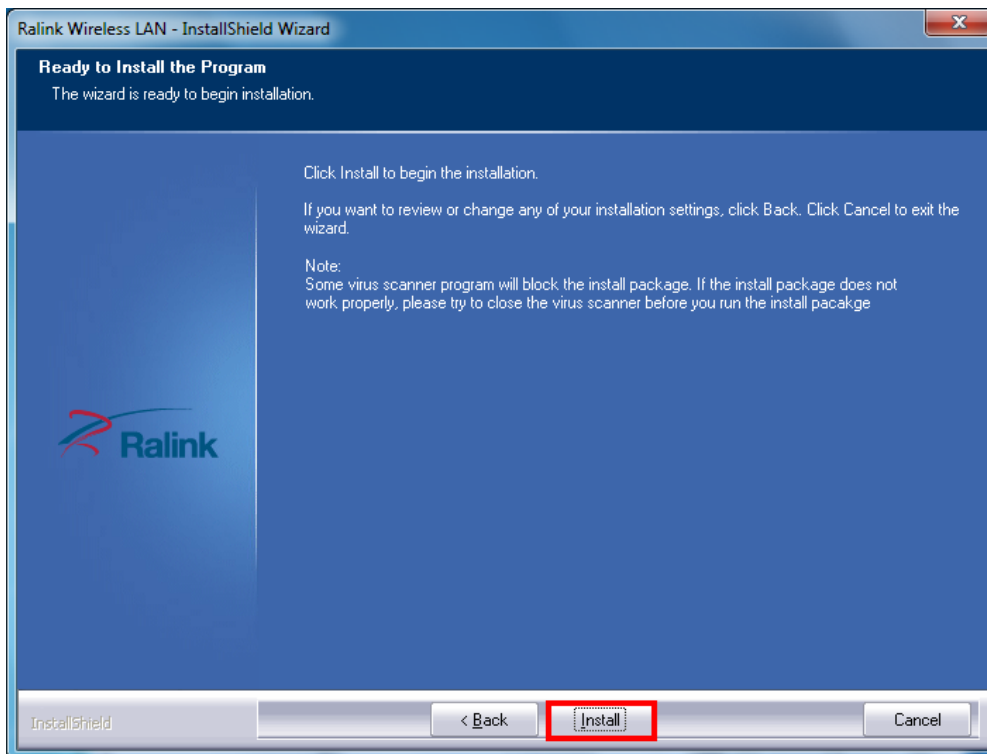 Ralink Wireless LAN - InstallShield Wizard
X
Ready to Install the Program
The wizard is ready to begin installation.
Click Install to begin the installation.
If you want to review or change any of your installation settings, click Back. Click Cancel to exit the
wizard.
Note:
Some virus scanner program will block the install package. If the install package does not
work properly, please try to close the virus scanner before you run the install pacakge
Ralink
InstallShield
< Back
Install
Cancel